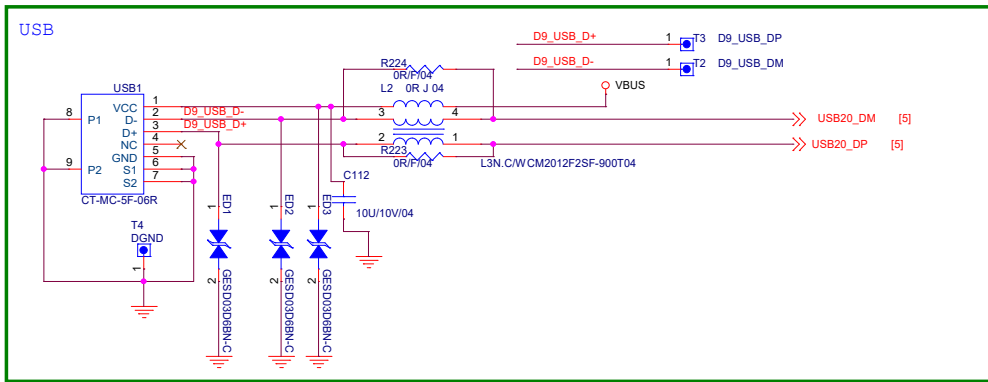 USB
D9_USB_D+ 1 T3 D9_USB_DP
D9_USB_D- 1 T2 D9_USB_DM
R224
0R/F/04
L2 0R J 04
VBUS
USB1
VCC 1
8 P1 D- 2 D9_USB_D-
D+ 3 D9_USB_D+
NC 4
GND 5
9 P2 S1 6
S2 7
CT-MC-5F-06R
3 4
2 1
USB20_DM [5]
USB20_DP [5]
R223
0R/F/04
L3N.C/WCM2012F2SF-900T04
C112
10U/10V/04
T4
DGND
1
1 ED1 2 GESD03D6BN-C
1 ED2 2 GESD03D6BN-C
1 ED3 2 GESD03D6BN-C